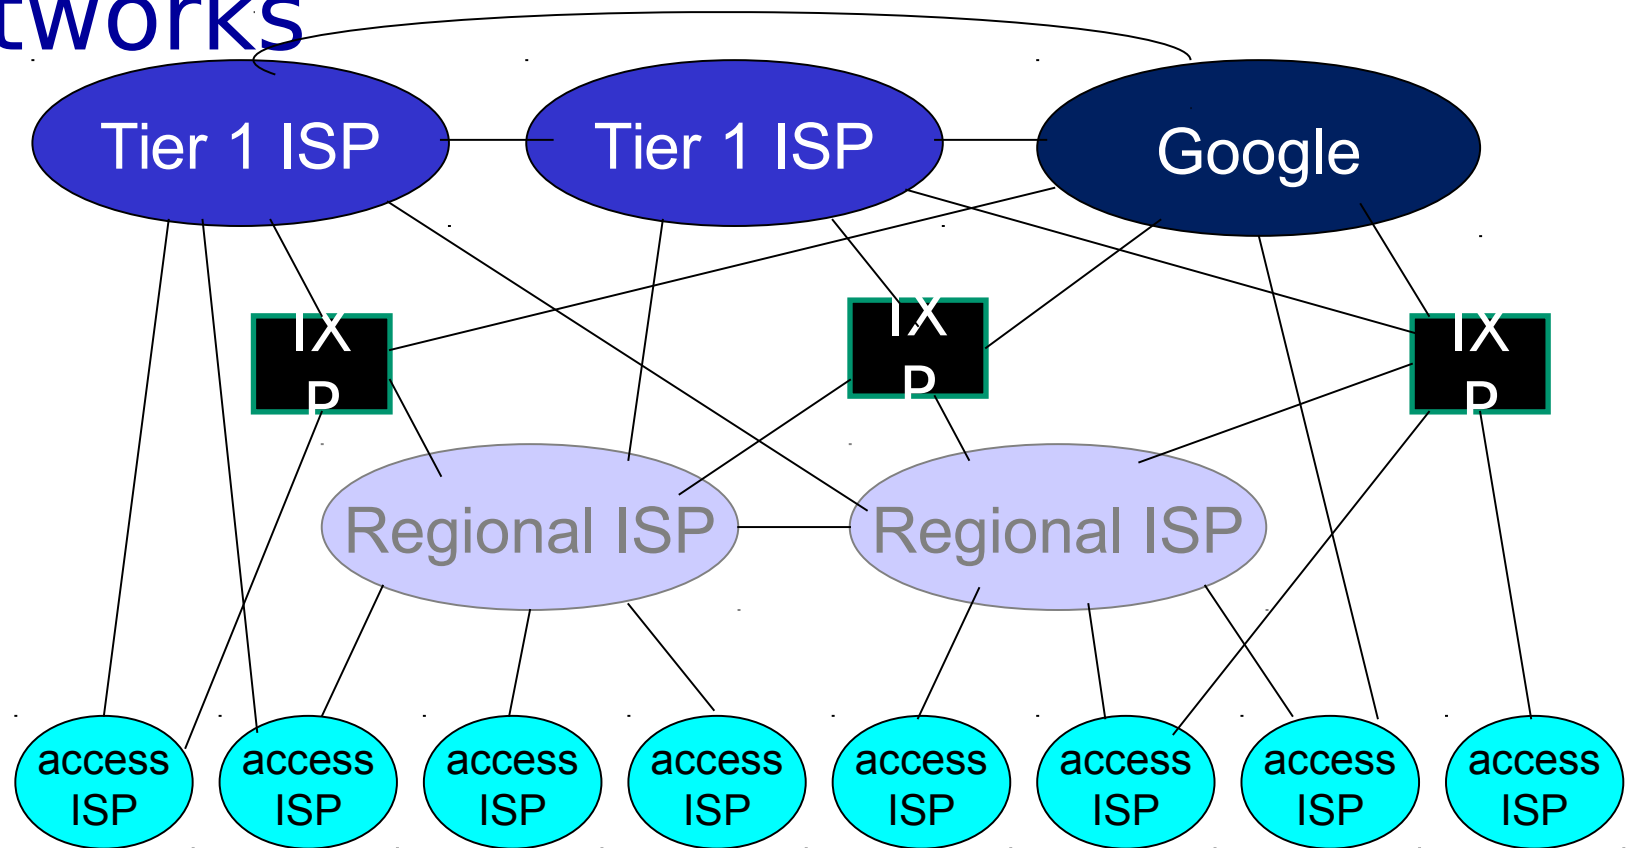 tworks
Tier 1 ISP
Tier 1 ISP
Google
IX
P
IX
P
IX
P
Regional ISP
Regional ISP
access
ISP
access
ISP
access
ISP
access
ISP
access
ISP
access
ISP
access
ISP
access
ISP